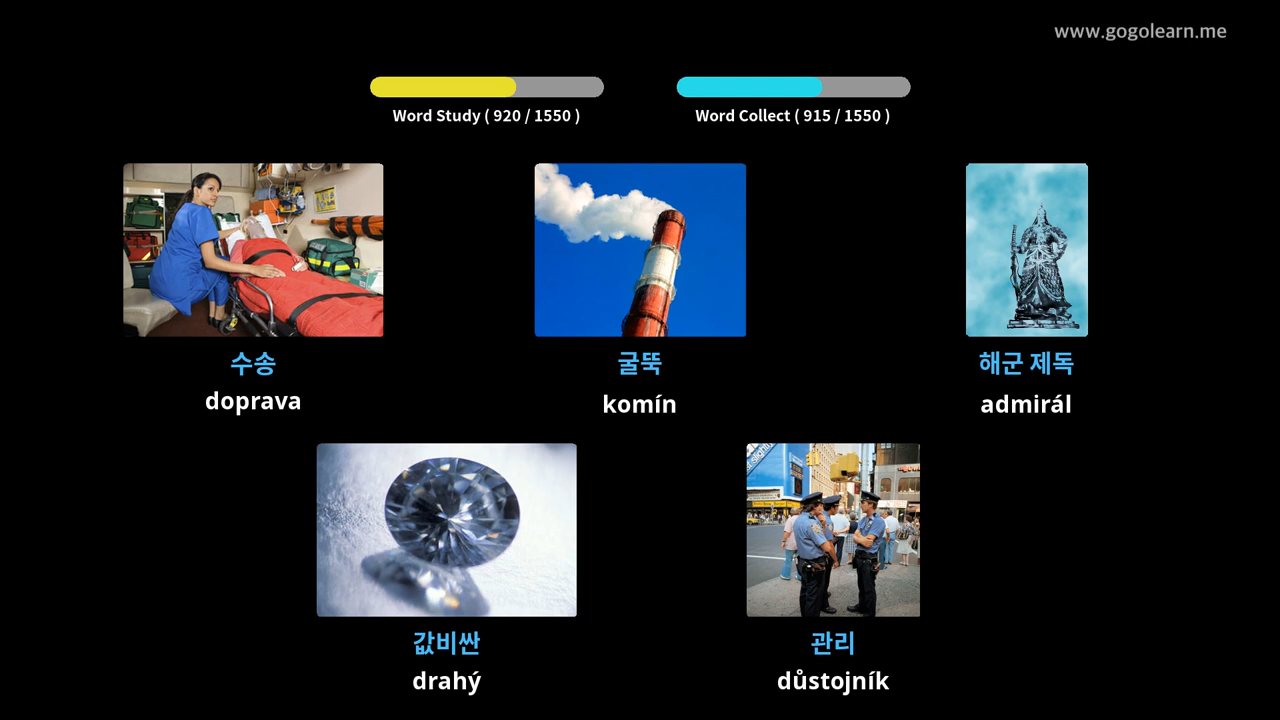 www.gogolearn.me
Word Study ( 920 / 1550 )
Word Collect ( 915 / 1550 )
수송
doprava
굴뚝
komín
해군 제독
admirál
값비싼
drahý
관리
důstojník